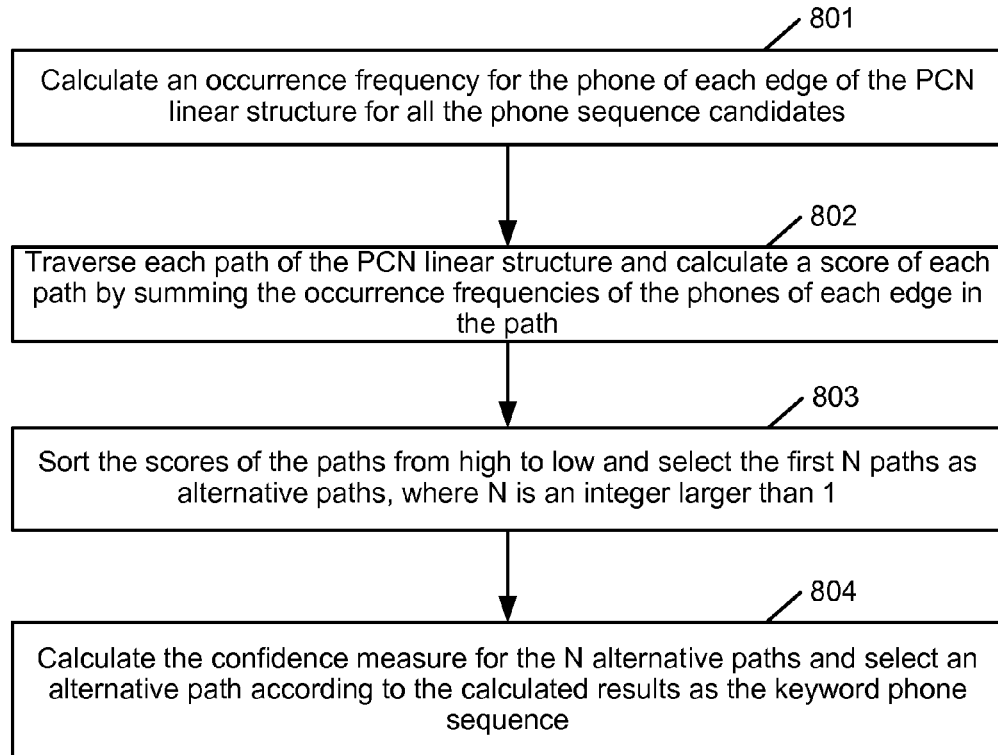 801
Calculate an occurrence frequency for the phone of each edge of the PCN
linear structure for all the phone sequence candidates
802
Traverse each path of the PCN linear structure and calculate a score of each
path by summing the occurrence frequencies of the phones of each edge in
the path
803
Sort the scores of the paths from high to low and select the first N paths as
alternative paths, where N is an integer larger than 1
804
Calculate the confidence measure for the N alternative paths and select an
alternative path according to the calculated results as the keyword phone
sequence